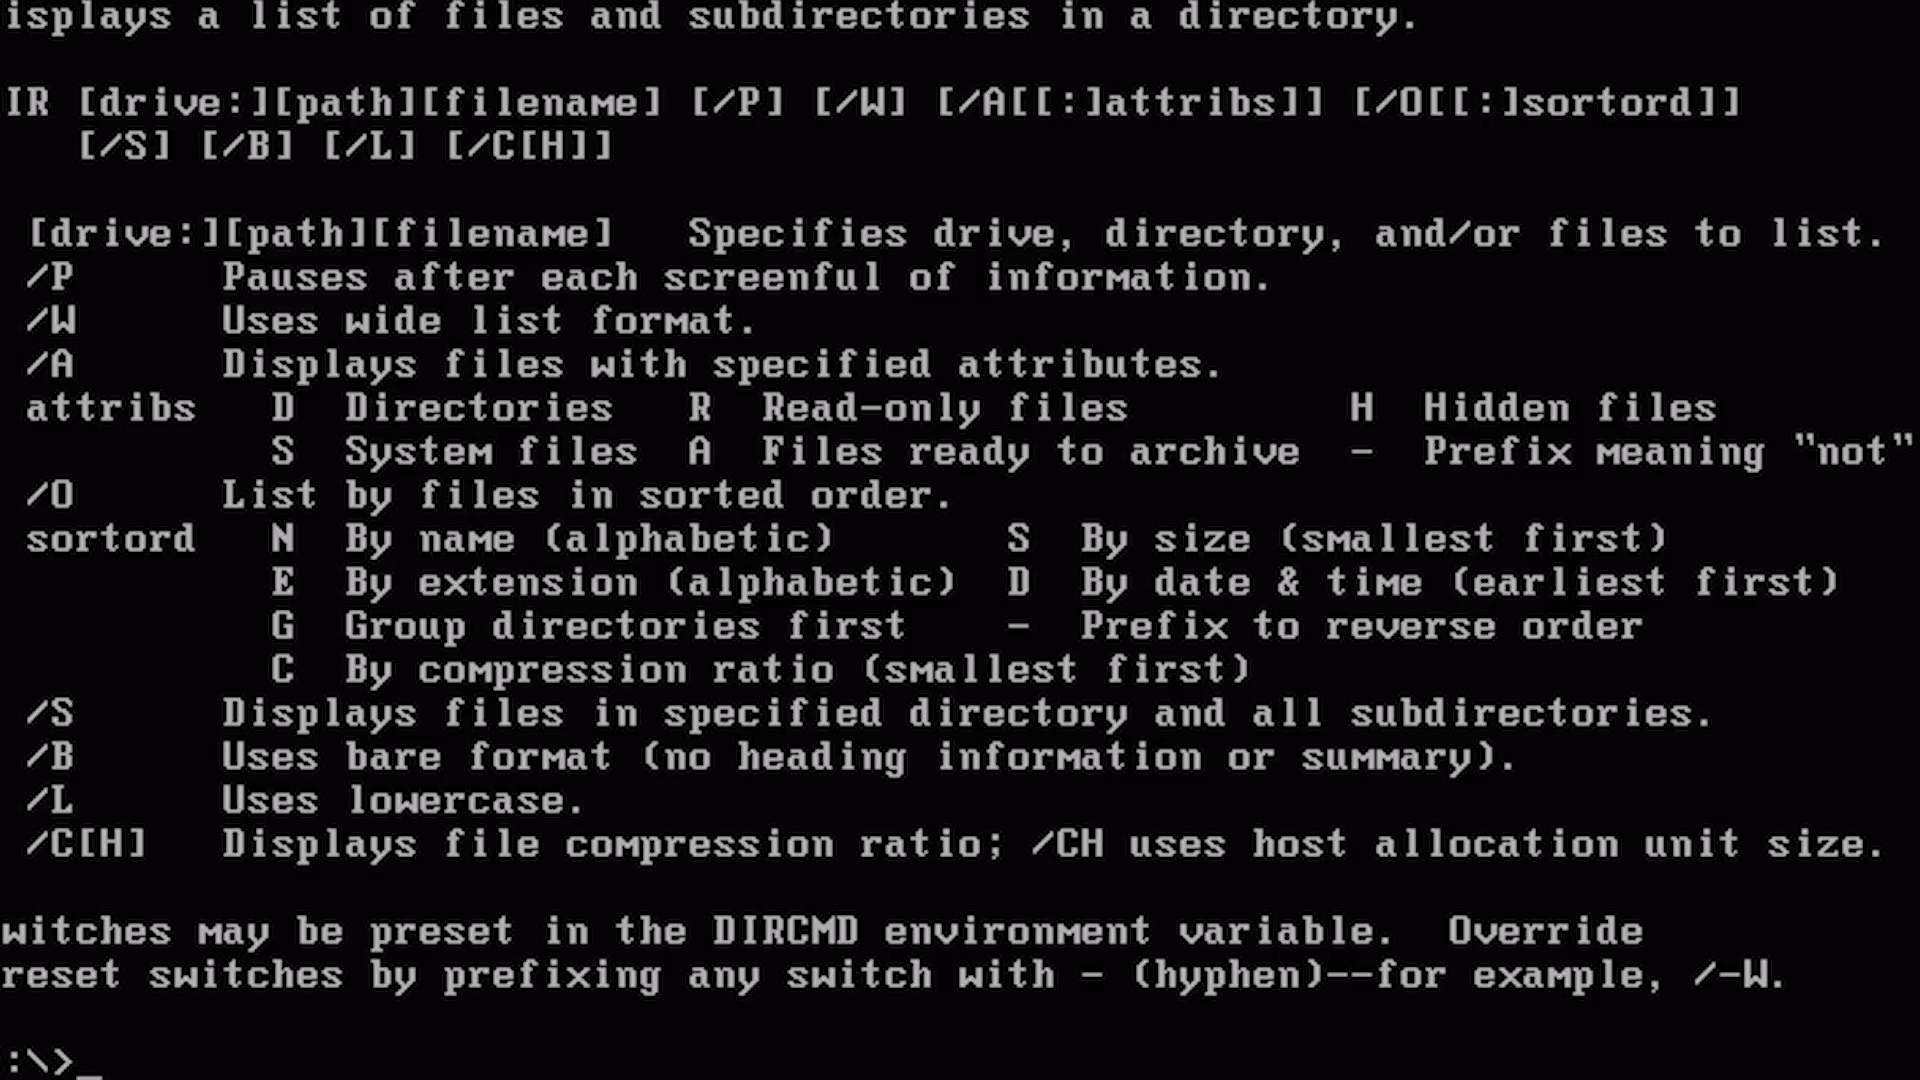 isplays a list of files and subdirectories in a directory.
IR [drive:][path][filename] [/P] [/W] [/A[[:]attribs]] [/O[[:]sortord]]
[/S] [/B] [/L] [/C[H]]
[drive:][path][filename]   Specifies drive, directory, and/or files to list.
/P      Pauses after each screenful of information.
/W      Uses wide list format.
/A      Displays files with specified attributes.
attribs   D  Directories   R  Read-only files         H  Hidden files
S  System files  A  Files ready to archive  -  Prefix meaning "not"
/O      List by files in sorted order.
sortord   N  By name (alphabetic)       S  By size (smallest first)
E  By extension (alphabetic)  D  By date & time (earliest first)
G  Group directories first    -  Prefix to reverse order
C  By compression ratio (smallest first)
/S      Displays files in specified directory and all subdirectories.
/B      Uses bare format (no heading information or summary).
/L      Uses lowercase.
/C[H]   Displays file compression ratio; /CH uses host allocation unit size.
witches may be preset in the DIRCMD environment variable.  Override
reset switches by prefixing any switch with - (hyphen)--for example, /-W.
:\>_